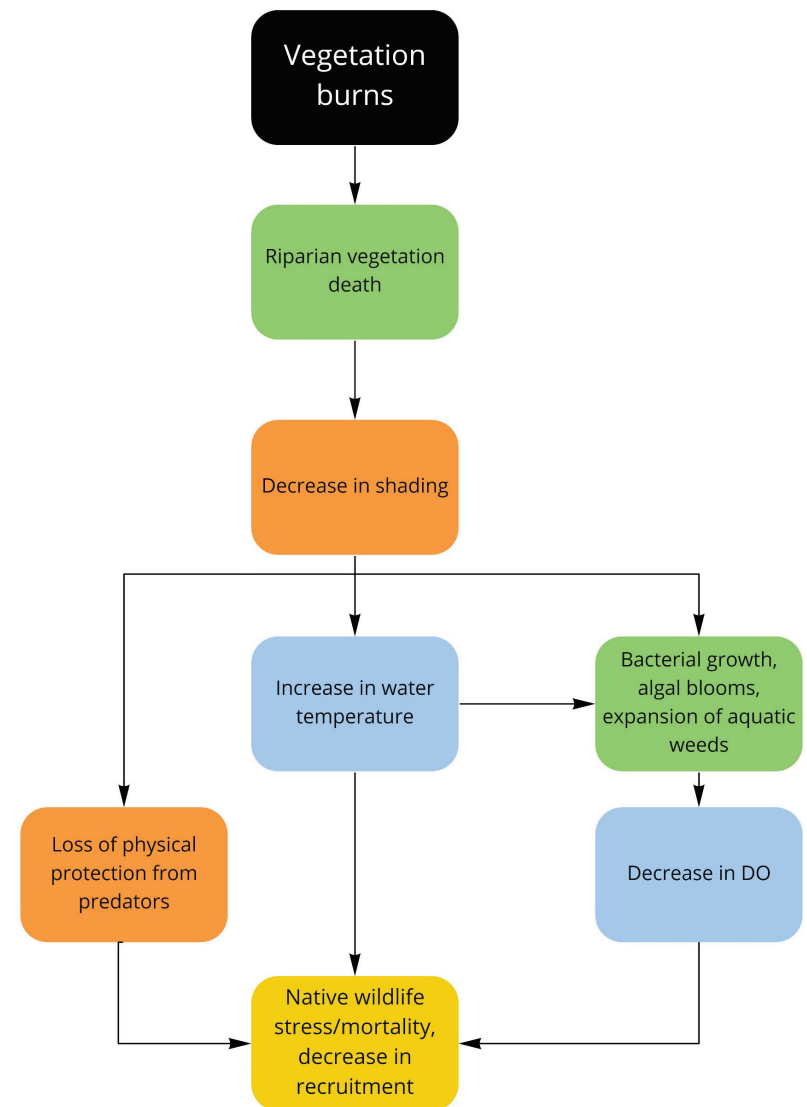 Vegetation
burns
Riparian vegetation
death
Decrease in shading
Increase in water
temperature
Bacterial growth,
algal blooms,
expansion of aquatic
weeds
Loss of physical
protection from
predators
Decrease in DO
Native wildlife
stress/mortality,
decrease in
recruitment